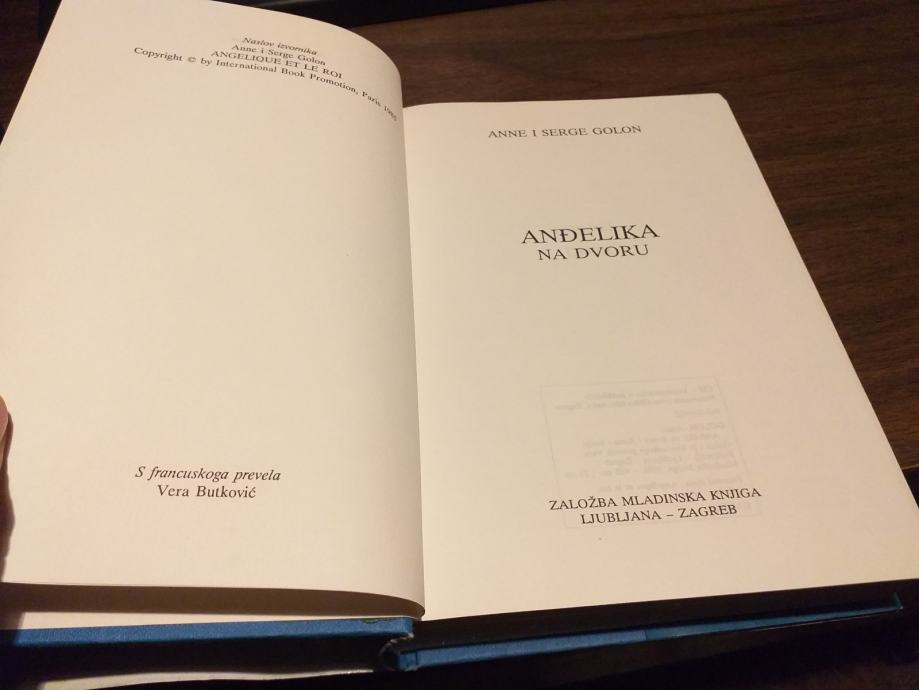 Naslov izvornika
Anne i Serge Golon
ANGELIQUE ET LE ROI
Copyright © by International Book Promotion, Paris
S francuskoga prevela
Vera Butković
ANNE I SERGE GOLON
ANĐELIKA
NA DVORU
ZALOŽBA MLADINSKA KNJIGA
LJUBLJANA – ZAGREB